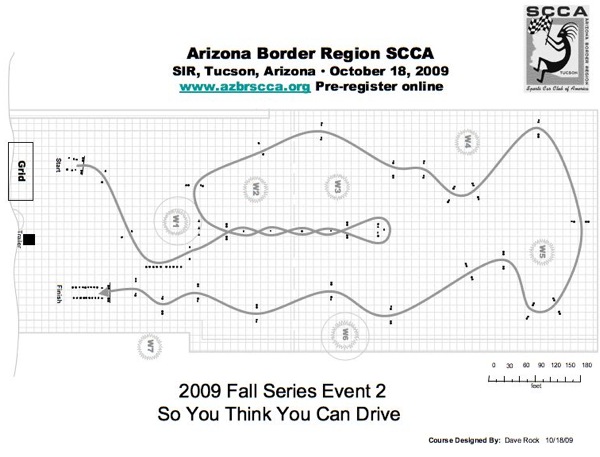 SCCA
ARIZONA BORDER REGION
TUCSON
Sports Car Club of America
Arizona Border Region SCCA
SIR, Tucson, Arizona • October 18, 2009
www.azbrscca.org Pre-register online
Grid
Start
Trailer
Finish
W1
W2
W3
W4
W5
W6
W7
0 30 60 90 120 150 180
feet
2009 Fall Series Event 2
So You Think You Can Drive
Course Designed By: Dave Rock 10/18/09